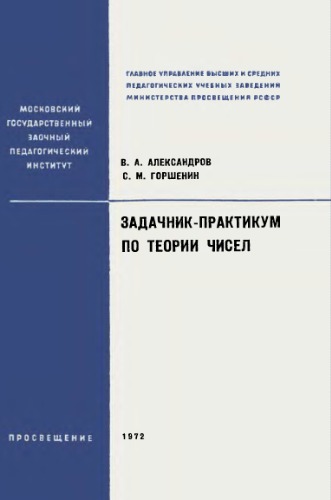 ГЛАВНОЕ УПРАВЛЕНИЕ ВЫСШИХ И СРЕДНИХ
ПЕДАГОГИЧЕСКИХ УЧЕБНЫХ ЗАВЕДЕНИЙ
МИНИСТЕРСТВА ПРОСВЕЩЕНИЯ РСФСР
МОСКОВСКИЙ
ГОСУДАРСТВЕННЫЙ
ЗАОЧНЫЙ
ПЕДАГОГИЧЕСКИЙ
ИНСТИТУТ
В. А. АЛЕКСАНДРОВ
С. М. ГОРШЕНИН
ЗАДАЧНИК-ПРАКТИКУМ
ПО ТЕОРИИ ЧИСЕЛ
ПРОСВЕЩЕНИЕ
1972